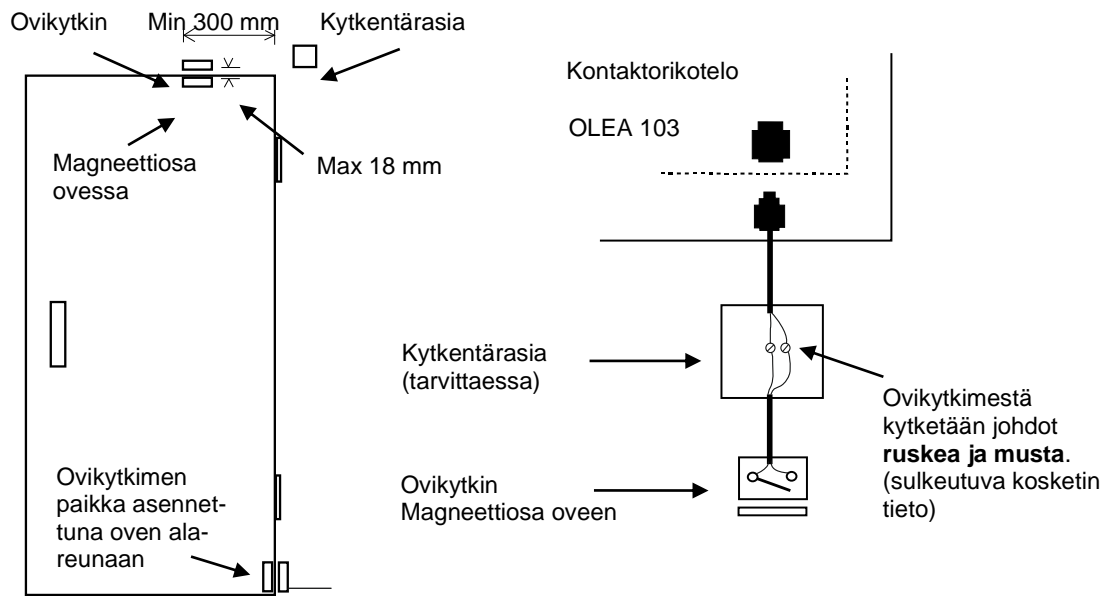 Ovikytkin
Min 300 mm
Kytkentärasia
Magneettiosa
ovessa
Max 18 mm
Ovikytkimen
paikka asennet-
tuna oven ala-
reunaan
Kontaktorikotelo
OLEA 103
Kytkentärasia
(tarvittaessa)
Ovikytkimestä
kytketään johdot
ruskea ja musta.
(sulkeutuva kosketin
tieto)
Ovikytkin
Magneettiosa oveen